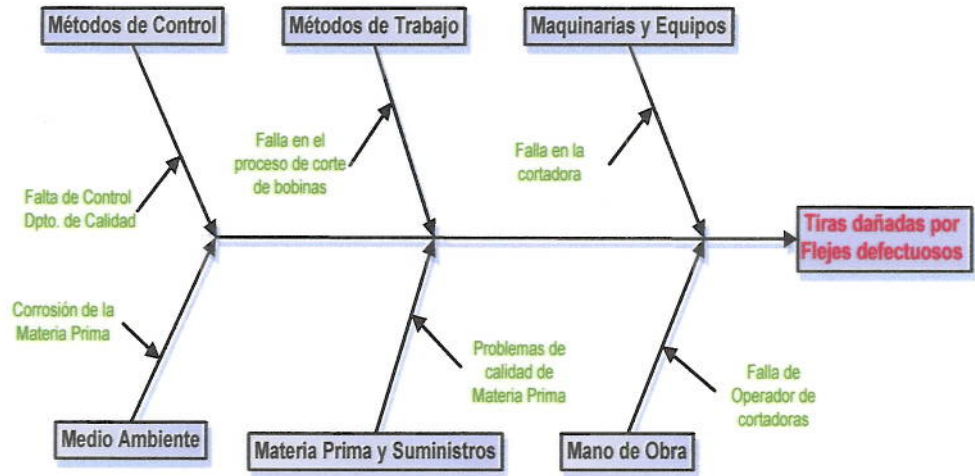 Métodos de Control
Métodos de Trabajo
Maquinarias y Equipos
Falta de Control
Dpto. de Calidad
Falla en el
proceso de corte
de bobinas
Falla en la
cortadora
Tiras dañadas por
Flejes defectuosos
Corrosión de la
Materia Prima
Problemas de
calidad de
Materia Prima
Falla de
Operador de
cortadoras
Medio Ambiente
Materia Prima y Suministros
Mano de Obra